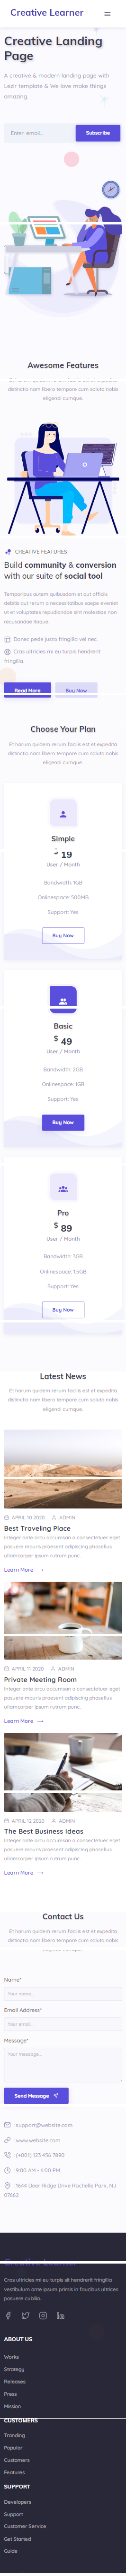 Creative Learner
Creative Landing
Page
A creative & modern landing page with
Lezir template & We love make things
amazing.
Enter email..
Subscribe
Awesome Features
distinctio nam libero tempore cum soluta nobis
eligendi cumque.
CREATIVE FEATURES
Build community & conversion
with our suite of social tool
Temporibus autem quibusdam et aut officiis
debitis aut rerum a necessitatibus saepe eveniet
ut et voluptates repudiandae sint molestiae non
recusandae itaque.
Donec pede justo fringilla vel nec.
Cras ultricies mi eu turpis hendrerit
fringilla.
Read More
Buy Now
Choose Your Plan
Et harum quidem rerum facilis est et expedita
distinctio nam libero tempore cum soluta nobis
eligendi cumque.
Simple
$ 19
User / Month
Bandwidth: 1GB
Onlinespace: 500MB
Support: Yes
Buy Now
Basic
$ 49
User / Month
Bandwidth: 2GB
Onlinespace: 1GB
Support: Yes
Buy Now
Pro
$ 89
User / Month
Bandwidth: 3GB
Onlinespace: 1.5GB
Support: Yes
Buy Now
Latest News
Et harum quidem rerum facilis est et expedita
distinctio nam libero tempore cum soluta nobis
eligendi cumque.
APRIL 10 2020 ADMIN
Best Traveling Place
Integer ante arcu accumsan a consectetuer eget
posuere mauris praesent adipiscing phasellus
ullamcorper ipsum rutrum punc.
Learn More
APRIL 11 2020 ADMIN
Private Meeting Room
Integer ante arcu accumsan a consectetuer eget
posuere mauris praesent adipiscing phasellus
ullamcorper ipsum rutrum punc.
Learn More
APRIL 12 2020 ADMIN
The Best Business Ideas
Integer ante arcu accumsan a consectetuer eget
posuere mauris praesent adipiscing phasellus
ullamcorper ipsum rutrum punc.
Learn More
Contact Us
Et harum quidem rerum facilis est et expedita
distinctio nam libero tempore cum soluta nobis
eligendi cumque.
Name*
Your name...
Email Address*
Your email...
Message*
Your message...
Send Message
: support@website.com
: www.website.com
: (+001) 123 456 7890
: 9:00 AM - 6:00 PM
: 1644 Deer Ridge Drive Rochelle Park, NJ
07662
Creative Learner
Cras ultricies mi eu turpis sit hendrerit fringilla
vestibulum ante ipsum primis in faucibus ultrices
posuere cubilia.
ABOUT US
Works
Strategy
Releases
Press
Mission
CUSTOMERS
Tranding
Popular
Customers
Features
SUPPORT
Developers
Support
Customer Service
Get Started
Guide